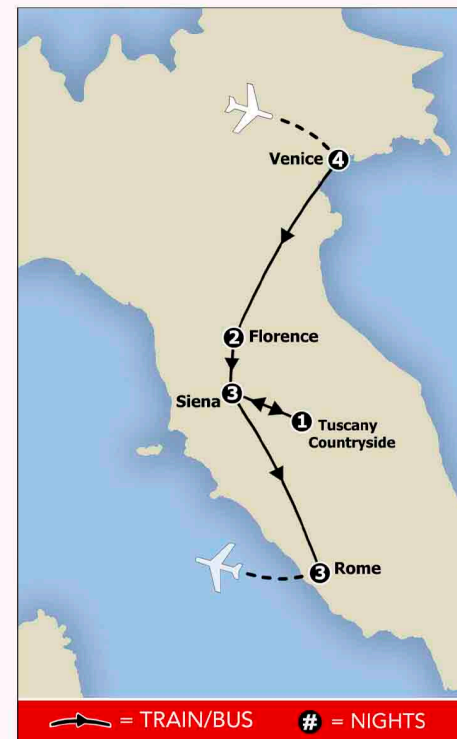 Venice 4
2 Florence
3
Siena
1 Tuscany
Countryside
3 Rome
= TRAIN/BUS # = NIGHTS